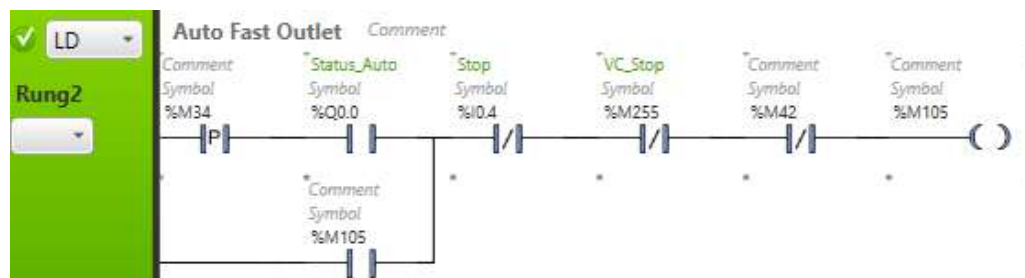 LD
Auto Fast Outlet Comment
Rung2
Comment Status_Auto Stop VC_Stop Comment Comment
Symbol Symbol Symbol Symbol Symbol Symbol
%M34 %Q0.0 %I0.4 %M255 %M42 %M105
P / / /
Comment
Symbol
%M105